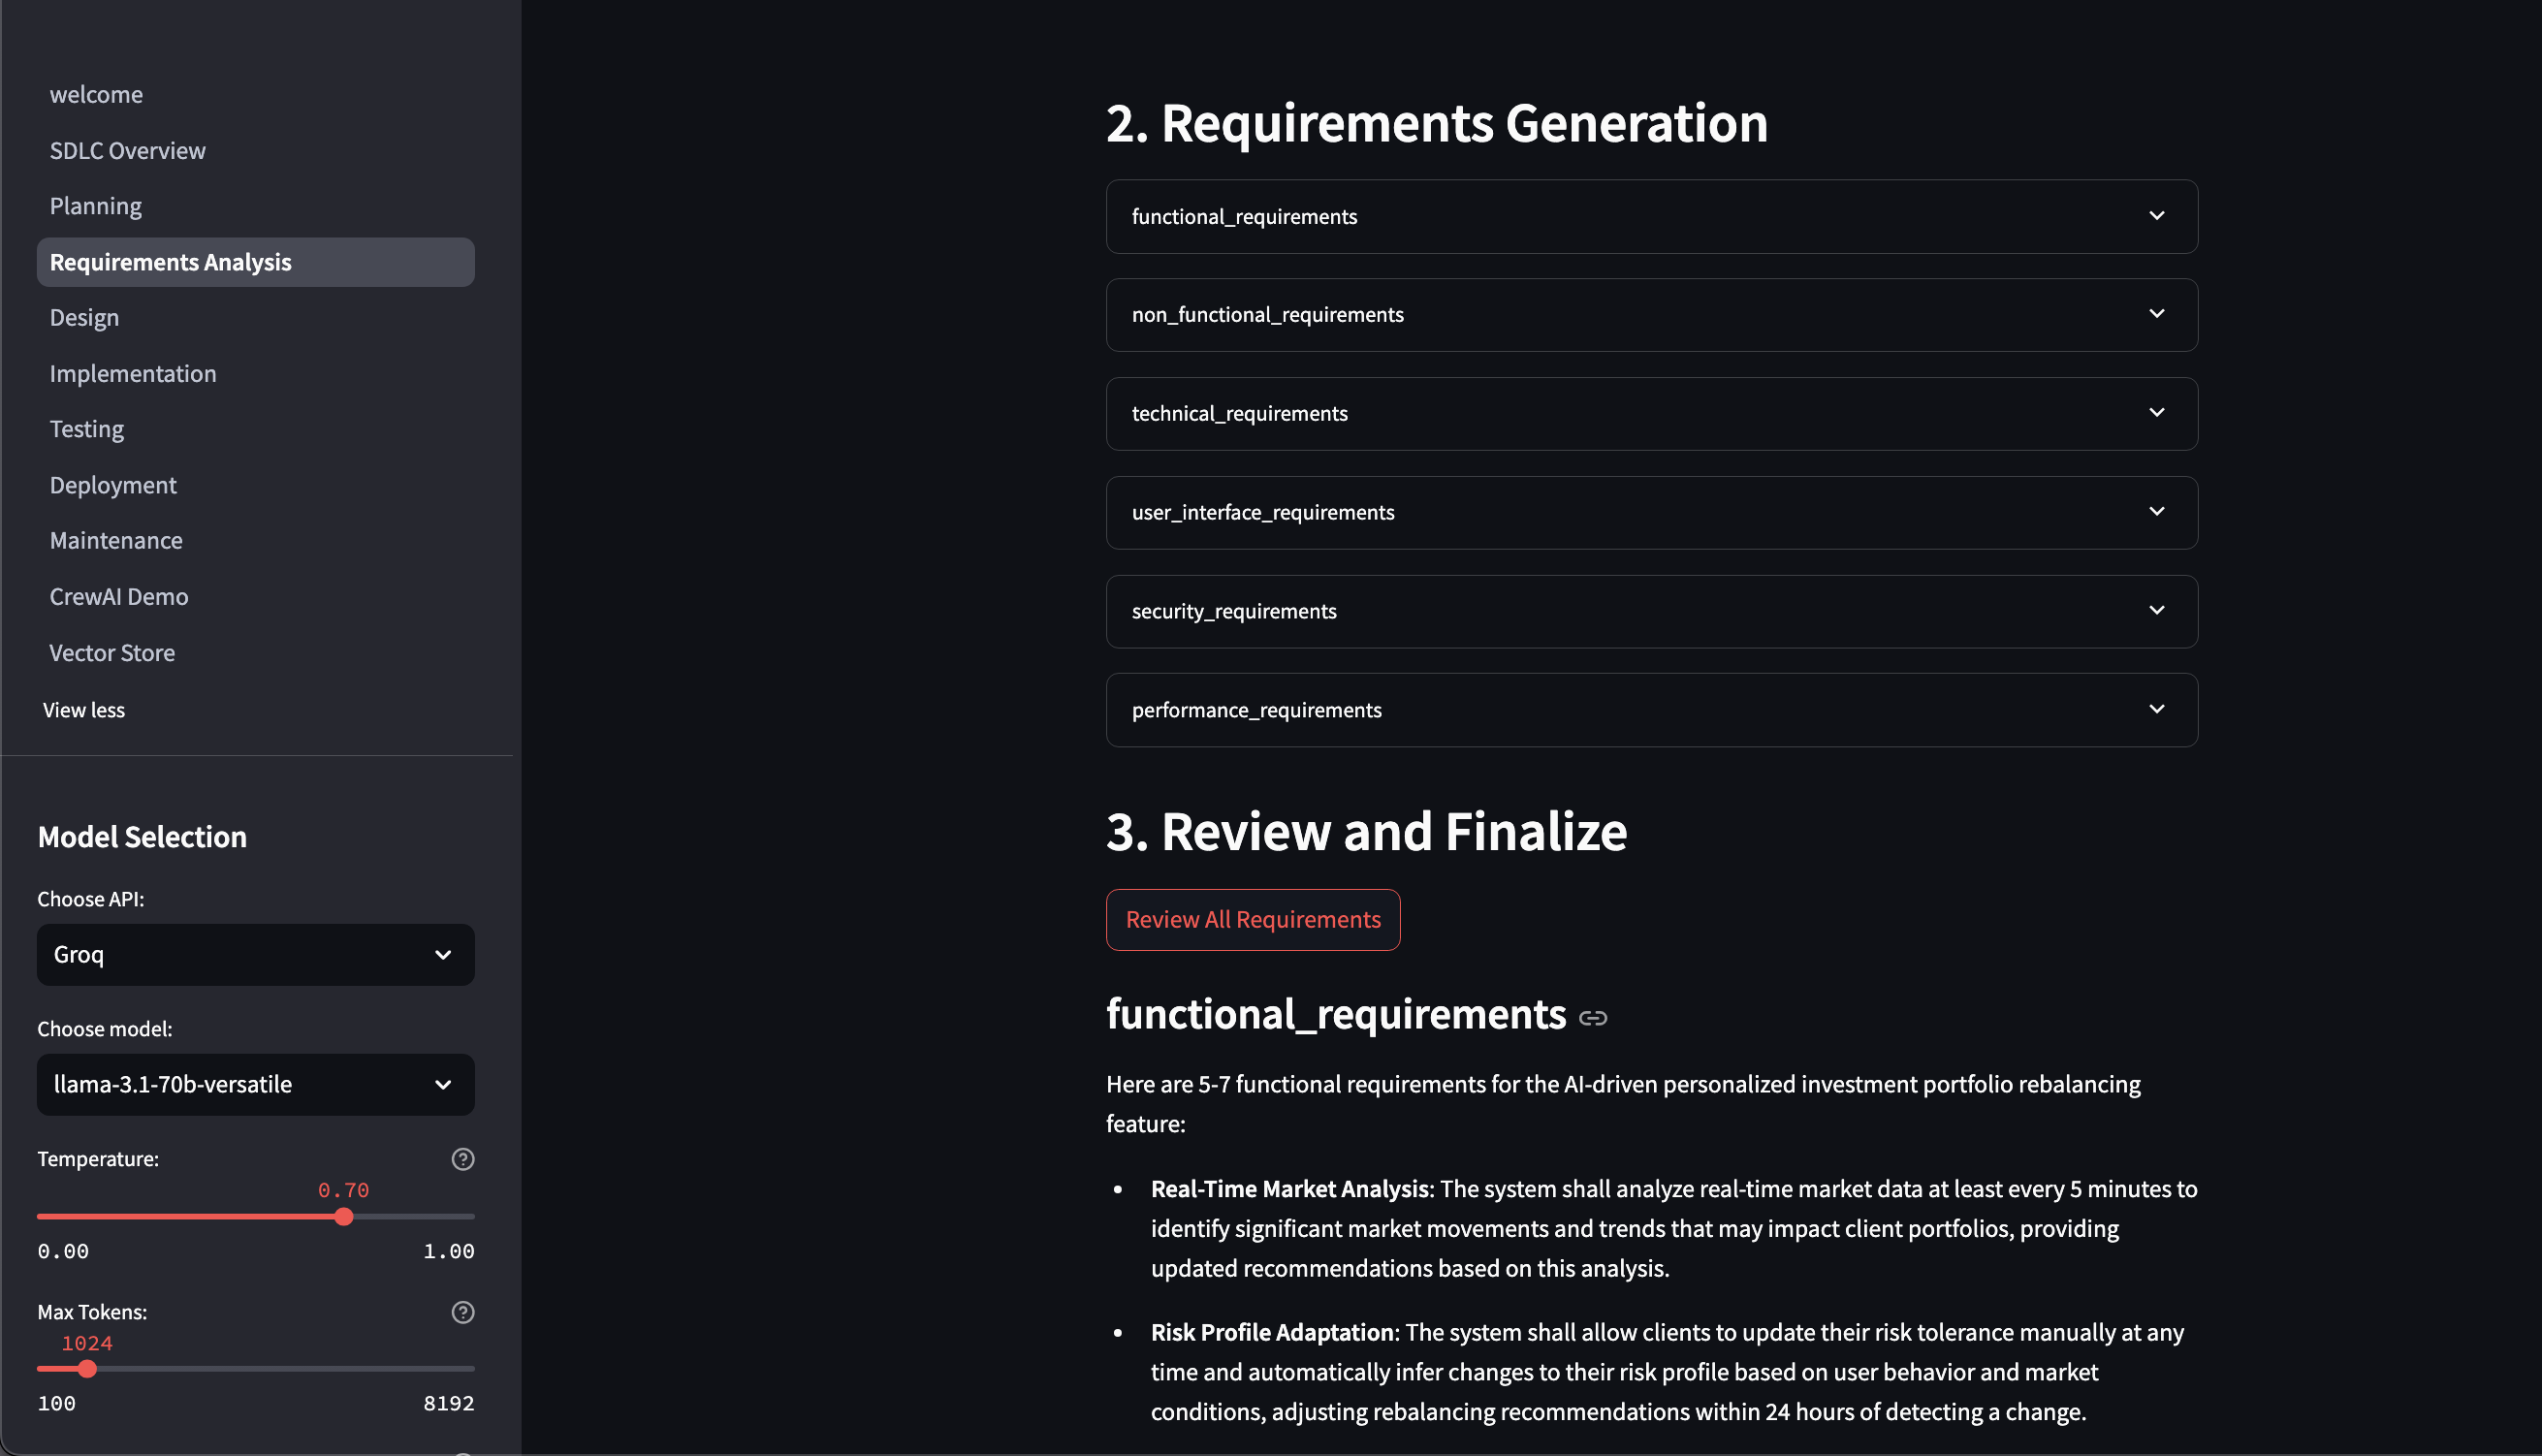 welcome
SDLC Overview
Planning
Requirements Analysis
Design
Implementation
Testing
Deployment
Maintenance
CrewAI Demo
Vector Store
View less
Model Selection
Choose API:
Groq
Choose model:
llama-3.1-70b-versatile
Temperature:
0.70
0.00
1.00
Max Tokens:
1024
100
8192
2. Requirements Generation
functional_requirements
non_functional_requirements
technical_requirements
user_interface_requirements
security_requirements
performance_requirements
3. Review and Finalize
Review All Requirements
functional_requirements
Here are 5-7 functional requirements for the AI-driven personalized investment portfolio rebalancing
feature:
• Real-Time Market Analysis: The system shall analyze real-time market data at least every 5 minutes to
identify significant market movements and trends that may impact client portfolios, providing
updated recommendations based on this analysis.
• Risk Profile Adaptation: The system shall allow clients to update their risk tolerance manually at any
time and automatically infer changes to their risk profile based on user behavior and market
conditions, adjusting rebalancing recommendations within 24 hours of detecting a change.